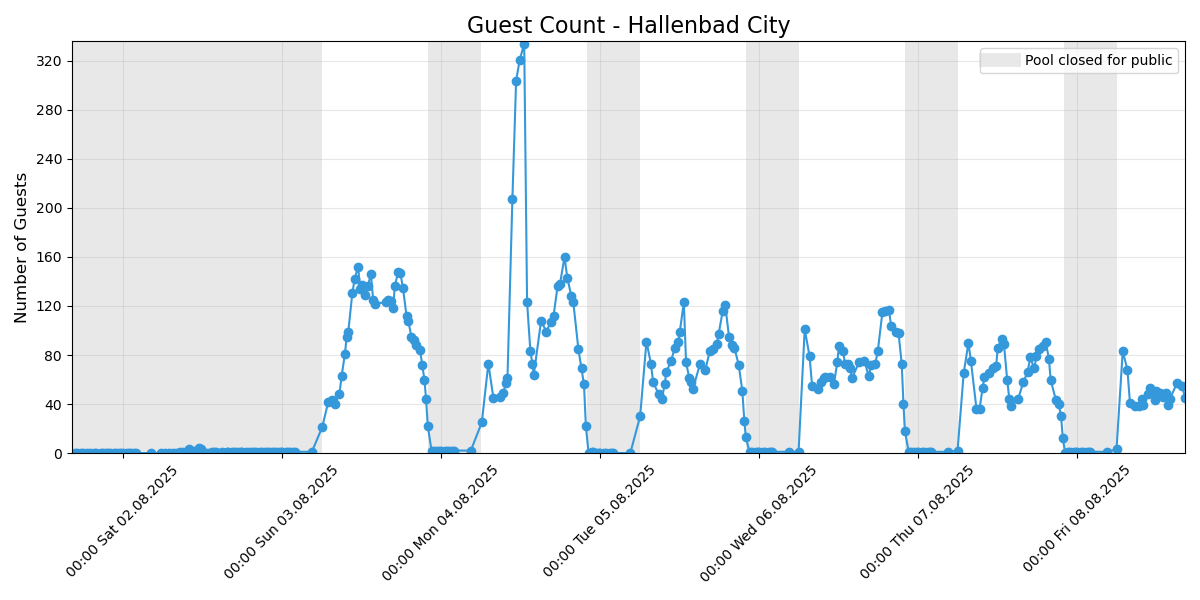 Guest Count - Hallenbad City
Pool closed for public
Number of Guests
320
280
240
200
160
120
80
40
0
00:00 Sat 02.08.2025
00:00 Sun 03.08.2025
00:00 Mon 04.08.2025
00:00 Tue 05.08.2025
00:00 Wed 06.08.2025
00:00 Thu 07.08.2025
00:00 Fri 08.08.2025